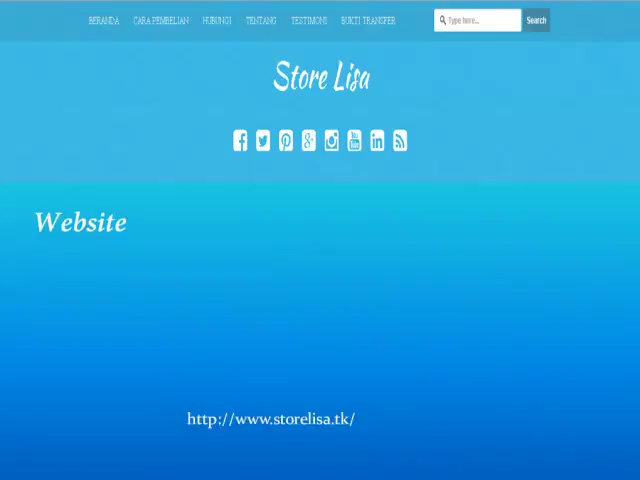 BERANDA CARA PEMBELIAN HUBUNGI TENTANG TESTIMONI BUKTI TRANSFER Type here... Search
Store Lisa
Website
http://www.storelisa.tk/